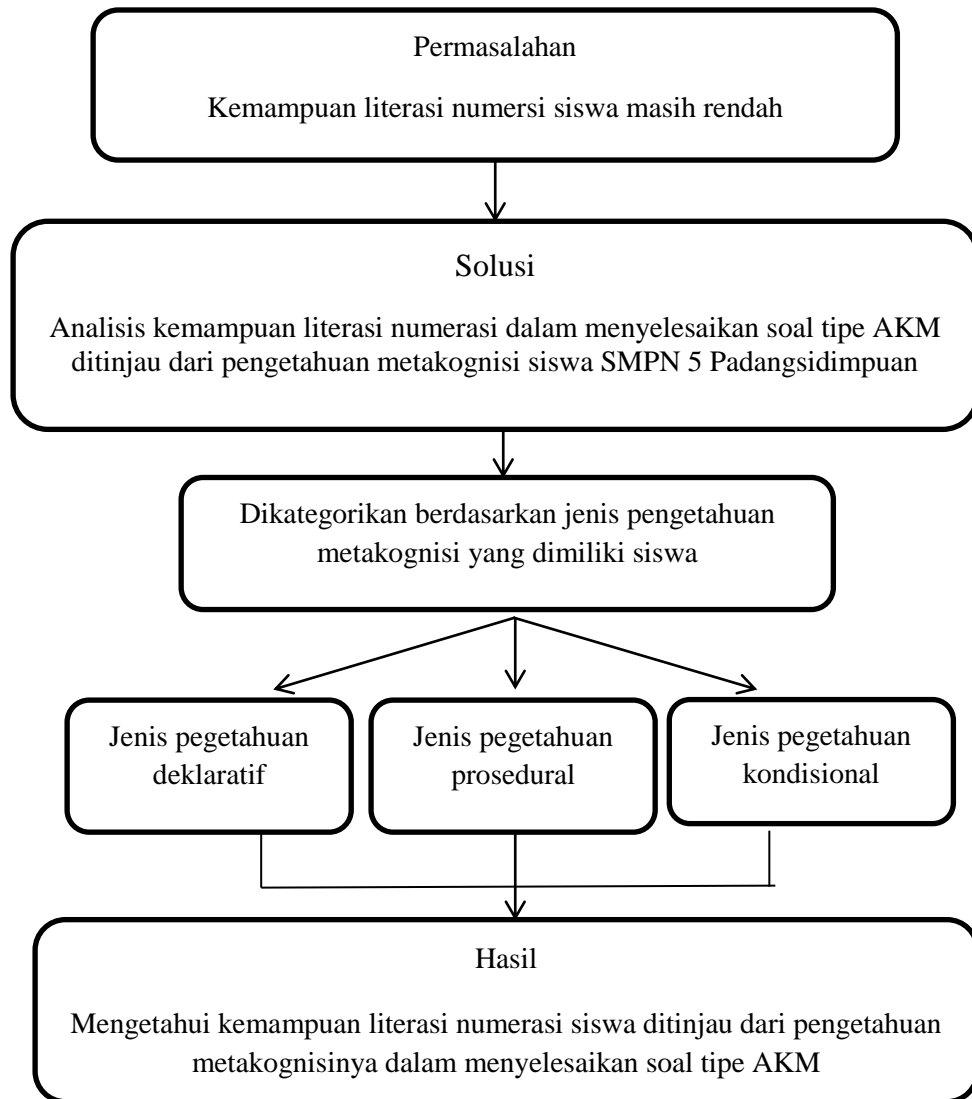 Permasalahan
Kemampuan literasi numersi siswa masih rendah
Solusi
Analisis kemampuan literasi numerasi dalam menyelesaikan soal tipe AKM
ditinjau dari pengetahuan metakognisi siswa SMPN 5 Padangsidimpuan
Dikategorikan berdasarkan jenis pengetahuan
metakognisi yang dimiliki siswa
Jenis pegetahuan
deklaratif
Jenis pegetahuan
prosedural
Jenis pegetahuan
kondisional
Hasil
Mengetahui kemampuan literasi numerasi siswa ditinjau dari pengetahuan
metakognisinya dalam menyelesaikan soal tipe AKM